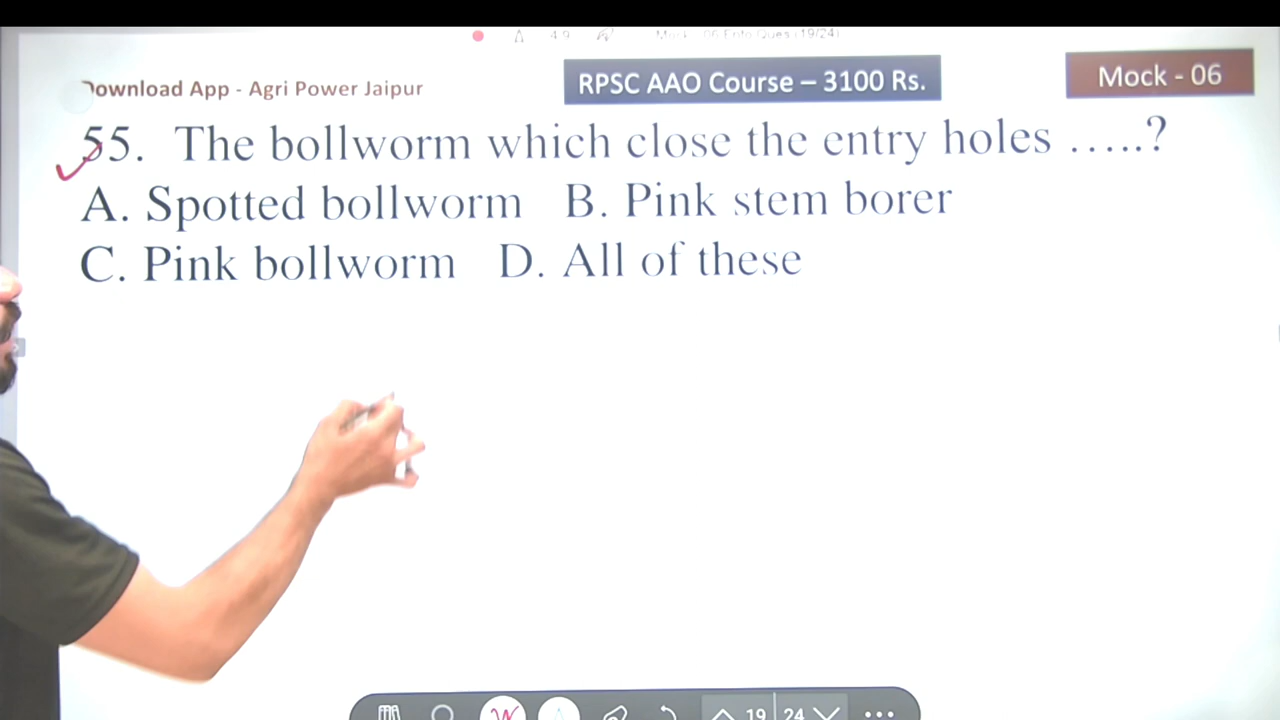 Download App - Agri Power Jaipur
RPSC AAO Course – 3100 Rs.
Mock - 06
55. The bollworm which close the entry holes .....?
A. Spotted bollworm B. Pink stem borer
C. Pink bollworm D. All of these
19 24